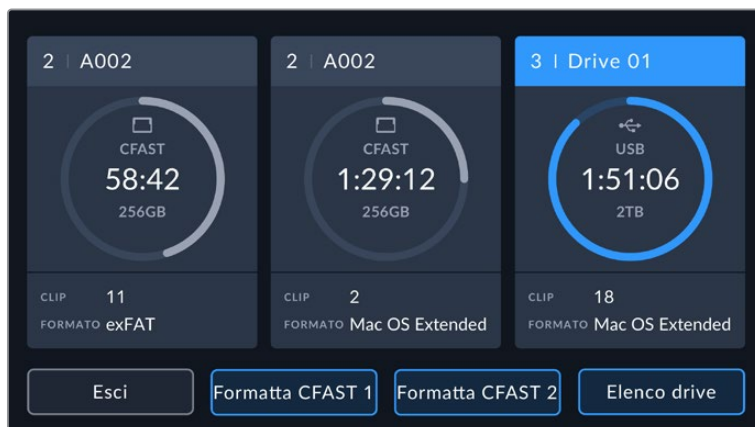 2 | A002
CFAST
58:42
256GB
CLIP 11
FORMATO exFAT
2 | A002
CFAST
1:29:12
256GB
CLIP 2
FORMATO Mac OS Extended
3 | Drive 01
USB
1:51:06
2TB
CLIP 18
FORMATO Mac OS Extended
Esci
Formatta CFAST 1
Formatta CFAST 2
Elenco drive